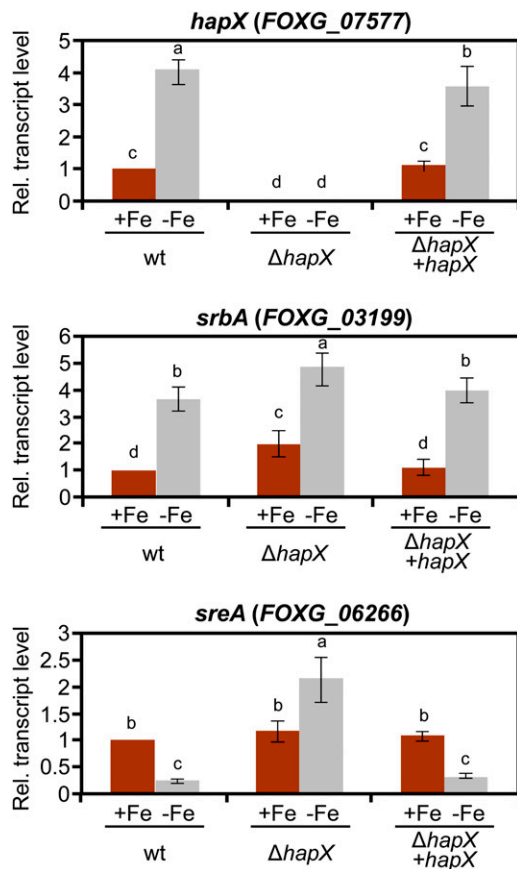 hapX (FOXG_07577)
Rel. transcript level
5
4
3
2
1
0
a
b
c
c
d d
+Fe -Fe +Fe -Fe +Fe -Fe
wt ΔhapX ΔhapX
+hapX
srbA (FOXG_03199)
Rel. transcript level
6
5
4
3
2
1
0
a
b
b
c
d
d
+Fe -Fe +Fe -Fe +Fe -Fe
wt ΔhapX ΔhapX
+hapX
sreA (FOXG_06266)
Rel. transcript level
3
2.5
2
1.5
1
0.5
0
a
b
b
b
c
c
+Fe -Fe +Fe -Fe +Fe -Fe
wt ΔhapX ΔhapX
+hapX